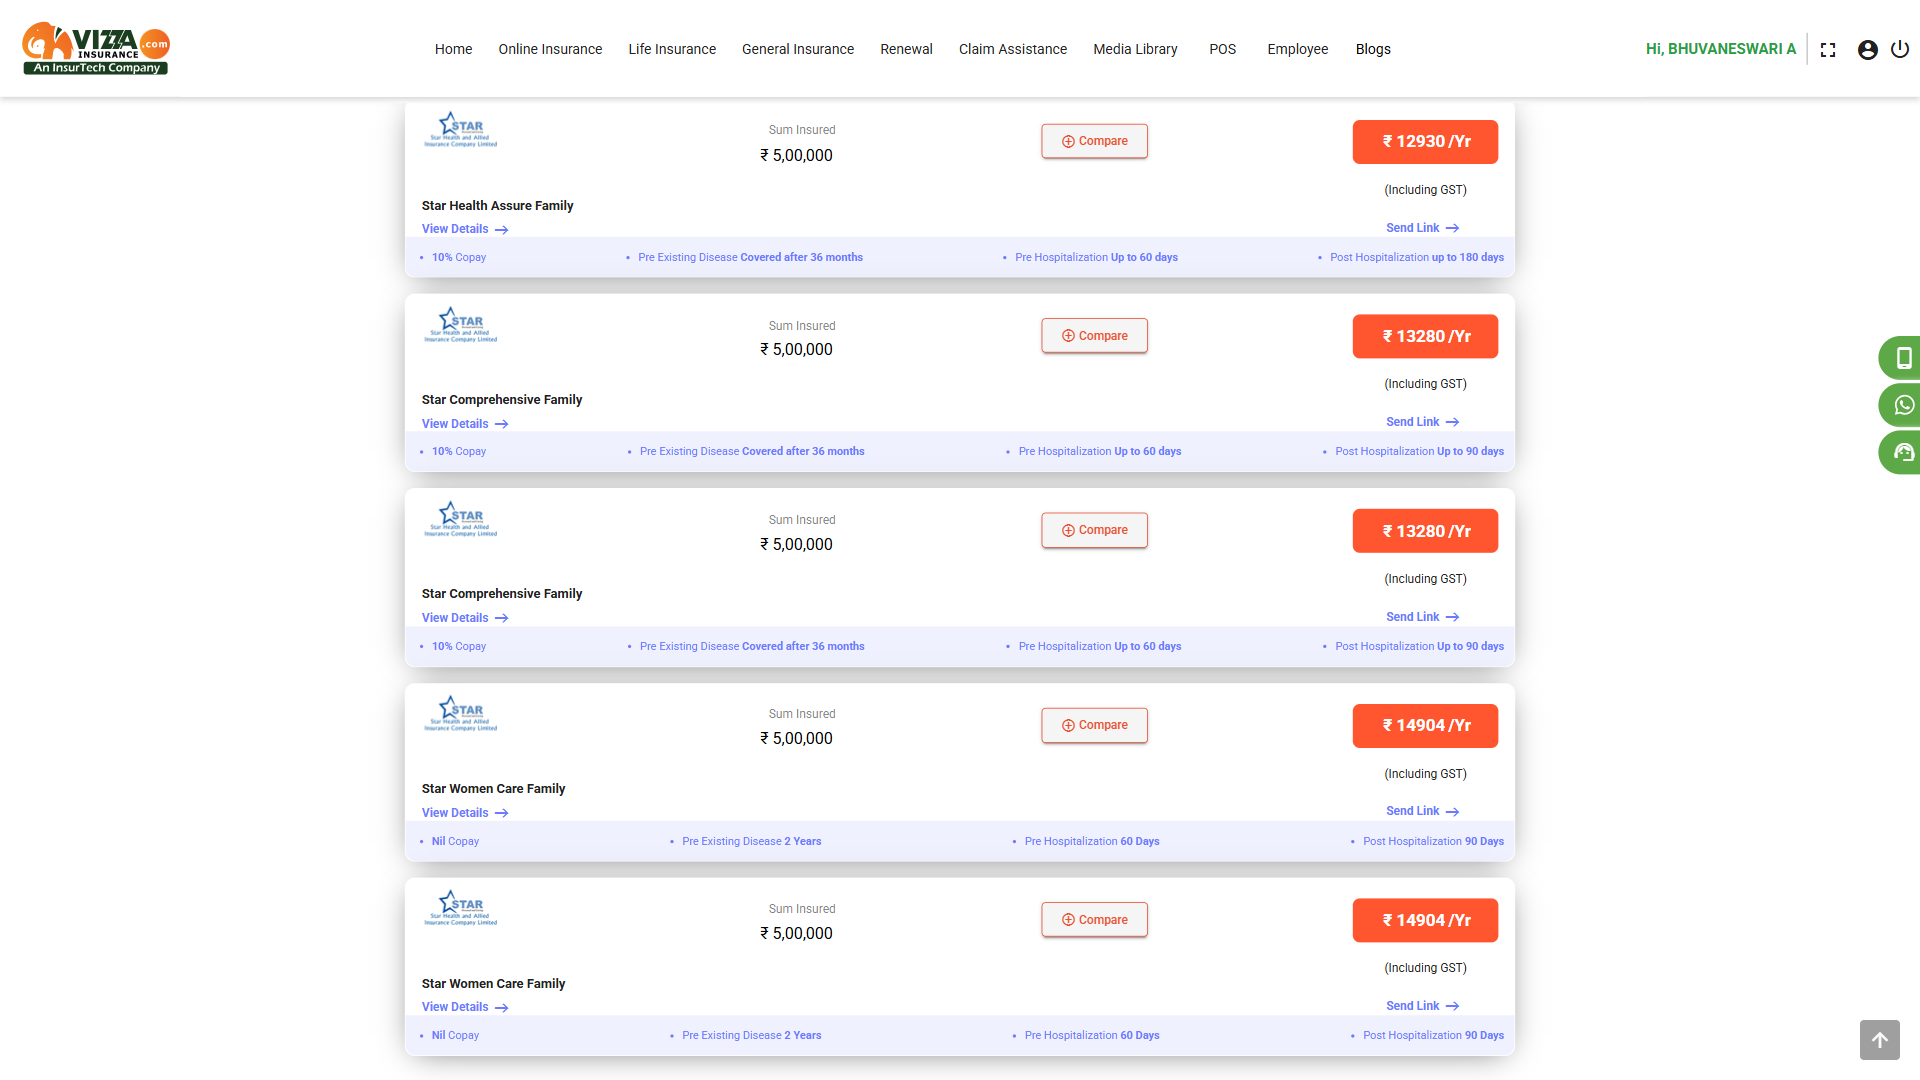 VIZZA .com
INSURANCE
An InsurTech Company
Home Online Insurance Life Insurance General Insurance Renewal Claim Assistance Media Library POS Employee Blogs
Hi, BHUVANESWARI A
STAR
Star Health and Allied
Insurance Company Limited
Sum Insured
₹ 5,00,000
Compare
₹ 12930 /Yr
(Including GST)
Star Health Assure Family
View Details
Send Link
• 10% Copay • Pre Existing Disease Covered after 36 months • Pre Hospitalization Up to 60 days • Post Hospitalization up to 180 days
STAR
Star Health and Allied
Insurance Company Limited
Sum Insured
₹ 5,00,000
Compare
₹ 13280 /Yr
(Including GST)
Star Comprehensive Family
View Details
Send Link
• 10% Copay • Pre Existing Disease Covered after 36 months • Pre Hospitalization Up to 60 days • Post Hospitalization Up to 90 days
STAR
Star Health and Allied
Insurance Company Limited
Sum Insured
₹ 5,00,000
Compare
₹ 13280 /Yr
(Including GST)
Star Comprehensive Family
View Details
Send Link
• 10% Copay • Pre Existing Disease Covered after 36 months • Pre Hospitalization Up to 60 days • Post Hospitalization Up to 90 days
STAR
Star Health and Allied
Insurance Company Limited
Sum Insured
₹ 5,00,000
Compare
₹ 14904 /Yr
(Including GST)
Star Women Care Family
View Details
Send Link
• Nil Copay • Pre Existing Disease 2 Years • Pre Hospitalization 60 Days • Post Hospitalization 90 Days
STAR
Star Health and Allied
Insurance Company Limited
Sum Insured
₹ 5,00,000
Compare
₹ 14904 /Yr
(Including GST)
Star Women Care Family
View Details
Send Link
• Nil Copay • Pre Existing Disease 2 Years • Pre Hospitalization 60 Days • Post Hospitalization 90 Days